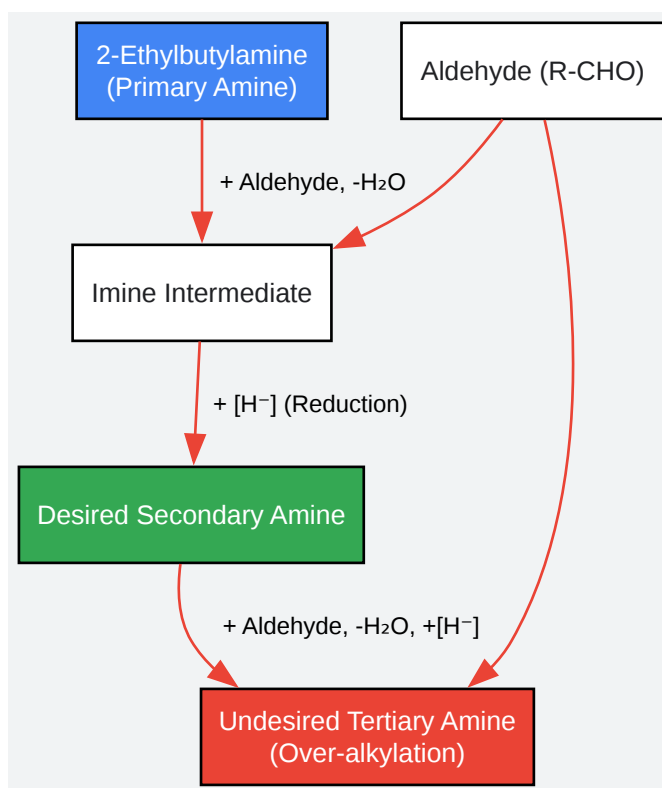 2-Ethylbutylamine
(Primary Amine)
Aldehyde (R-CHO)
+ Aldehyde, -H₂O
Imine Intermediate
+ [H⁻] (Reduction)
Desired Secondary Amine
+ Aldehyde, -H₂O, +[H⁻]
Undesired Tertiary Amine
(Over-alkylation)